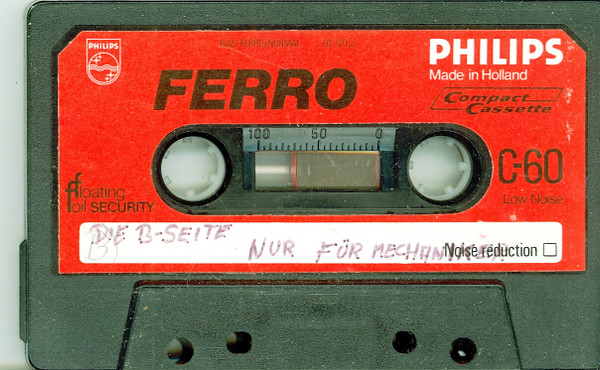 PHILIPS
PHILIPS
Made in Holland
FERRO
Compact
Cassette
100 50 0
C-60
Low Noise
floating
foil SECURITY
DIE B-SEITE
NUR FÜR MECHANIKER
Noise reduction